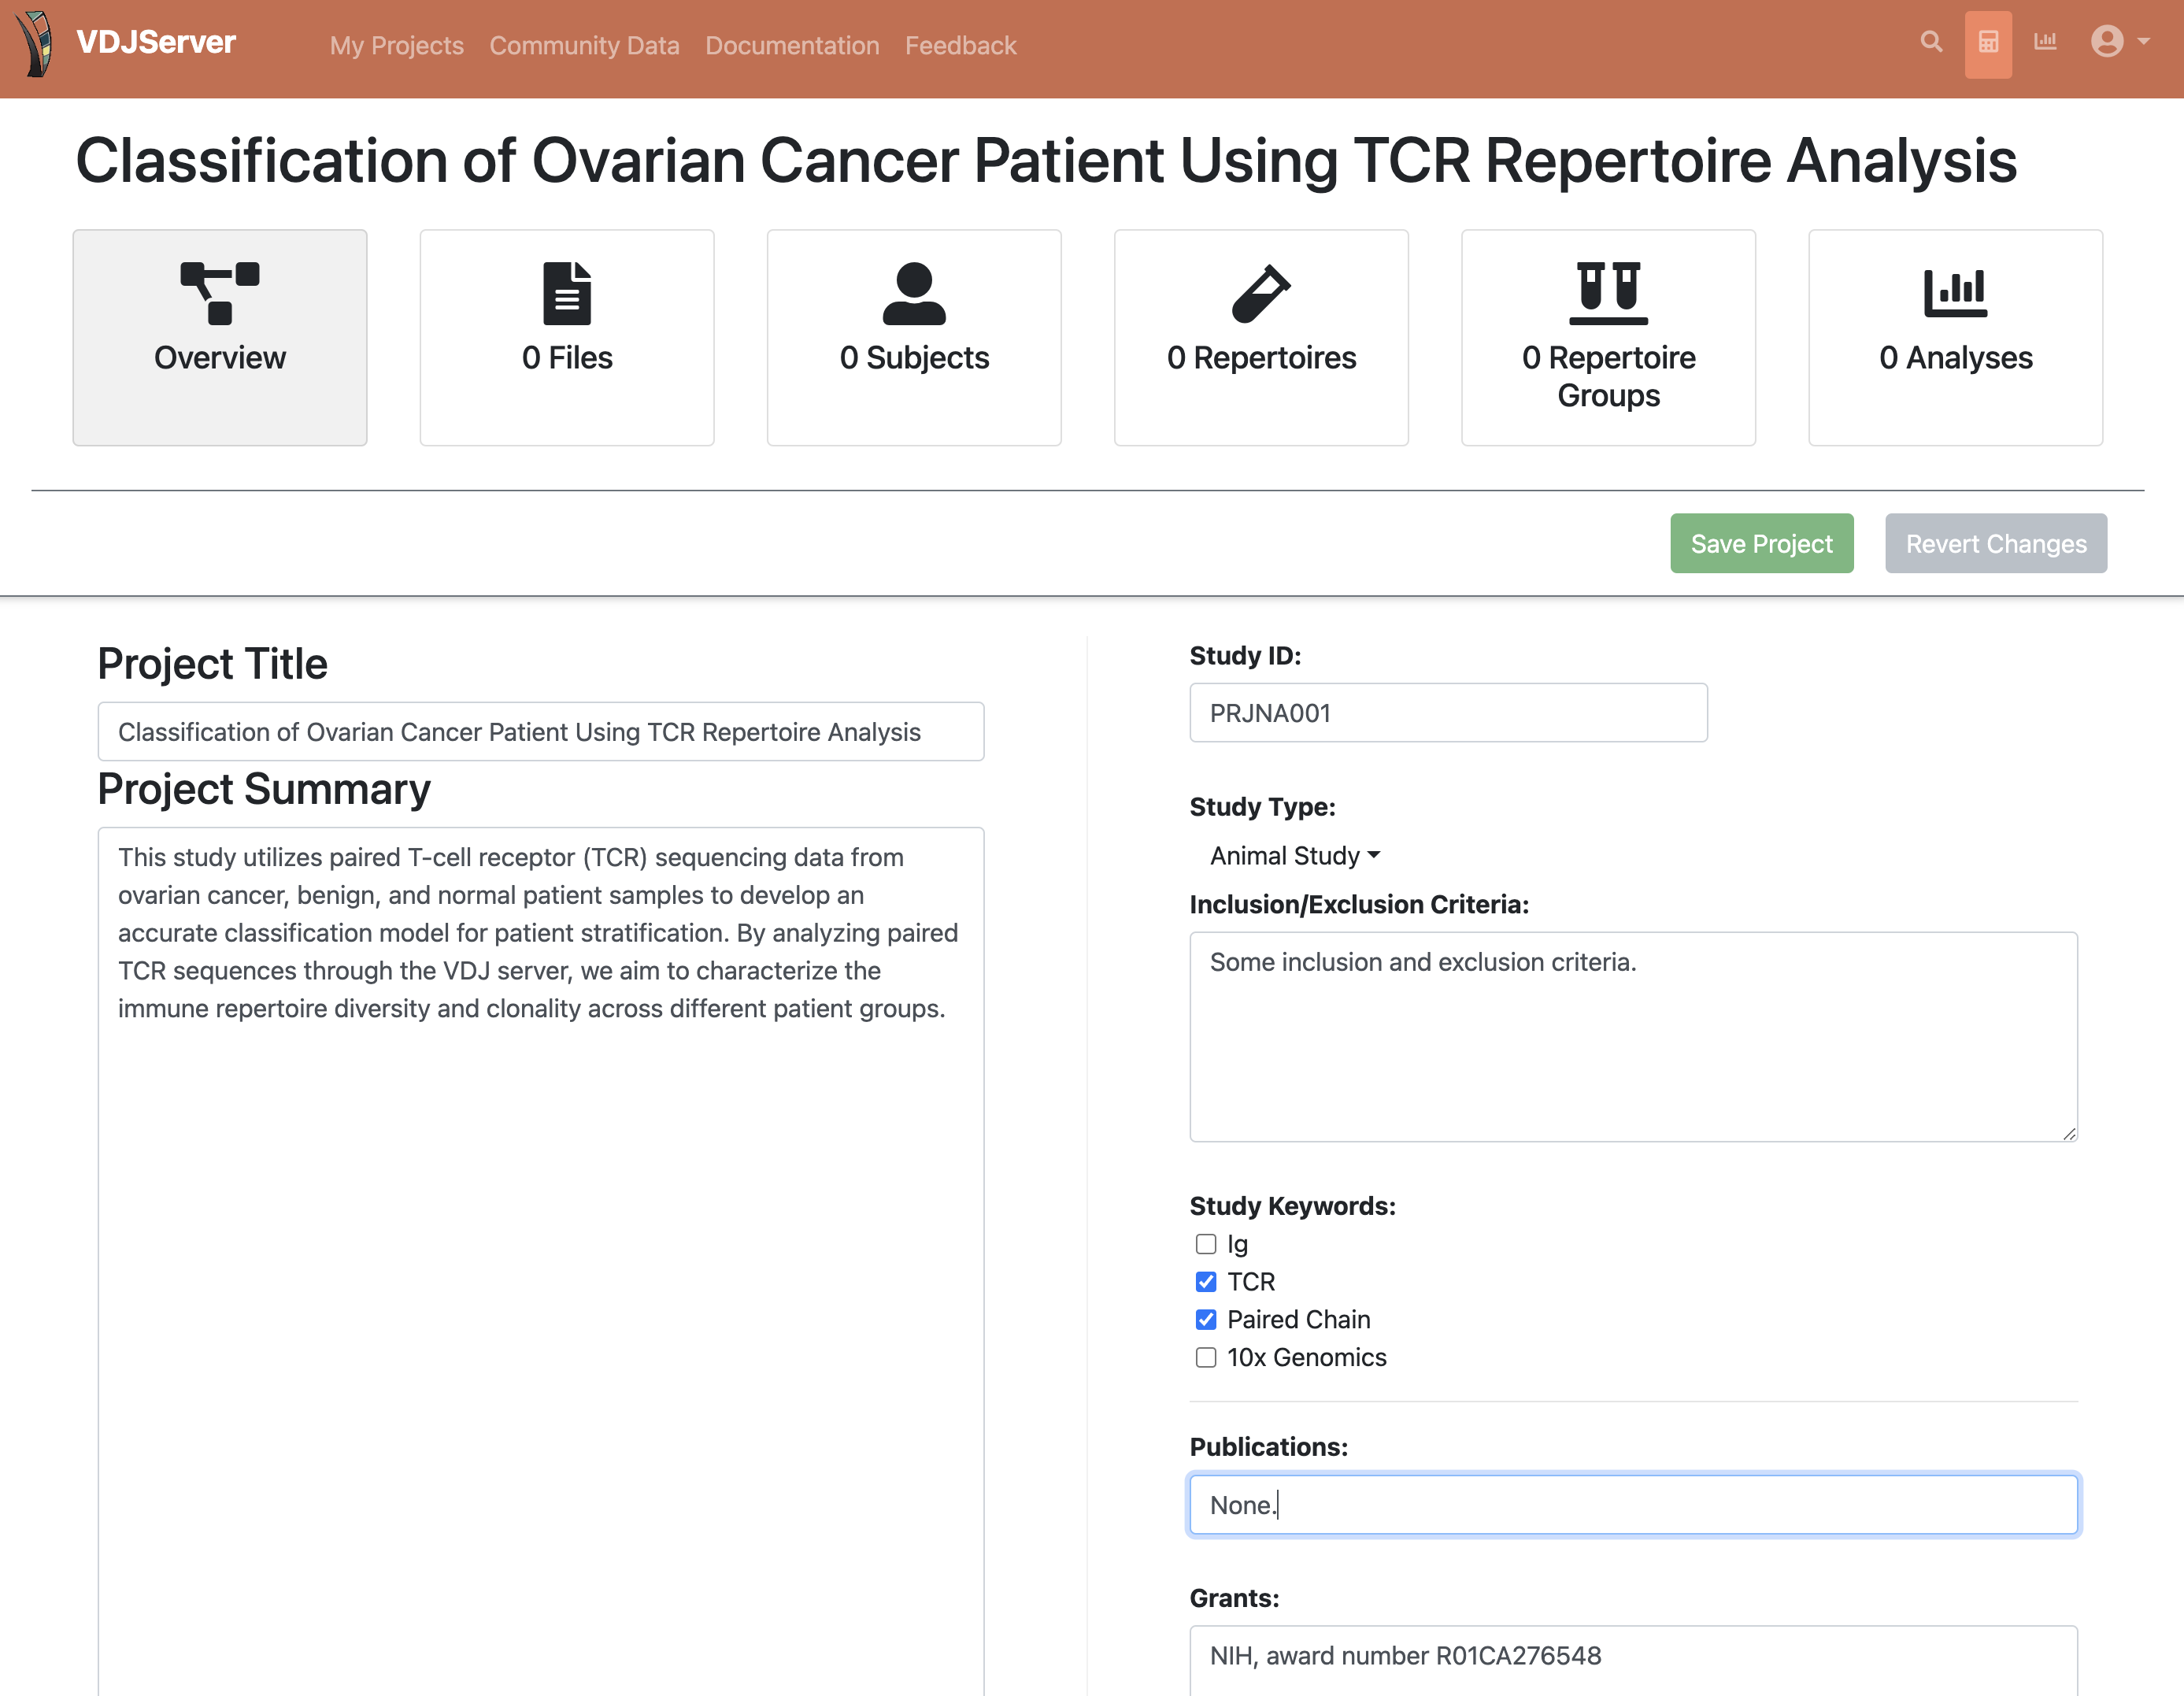 VDJServer
My Projects
Community Data
Documentation
Feedback
Classification of Ovarian Cancer Patient Using TCR Repertoire Analysis
Overview
0 Files
0 Subjects
0 Repertoires
0 Repertoire
Groups
0 Analyses
Save Project
Revert Changes
Project Title
Classification of Ovarian Cancer Patient Using TCR Repertoire Analysis
Project Summary
This study utilizes paired T-cell receptor (TCR) sequencing data from
ovarian cancer, benign, and normal patient samples to develop an
accurate classification model for patient stratification. By analyzing paired
TCR sequences through the VDJ server, we aim to characterize the
immune repertoire diversity and clonality across different patient groups.
Study ID:
PRJNA001
Study Type:
Animal Study
Inclusion/Exclusion Criteria:
Some inclusion and exclusion criteria.
Study Keywords:
Ig
TCR
Paired Chain
10x Genomics
Publications:
None.
Grants:
NIH, award number R01CA276548